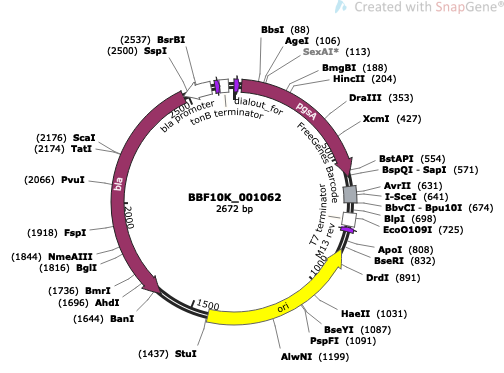 Created with SnapGene®
(2537) BsrBI
(2500) SspI
BbsI (88)
AgeI (106)
SexAI* (113)
BmgBI (188)
HincII (204)
DraIII (353)
XcmI (427)
BstAPI (554)
BspQI - SapI (571)
AvrII (631)
I-SceI (641)
BbvCI - Bpu10I (674)
BlpI (698)
EcoO109I (725)
ApoI (808)
BseRI (832)
DrdI (891)
HaeII (1031)
BseYI (1087)
PspFI (1091)
AlwNI (1199)
(1437) StuI
(1644) BanI
(1696) AhdI
(1736) BmrI
(1816) BglI
(1844) NmeAIII
(1918) FspI
(2066) PvuI
(2174) TatI
(2176) ScaI
bla promoter
tonB terminator
dialout_for
pgsA
FreeGenes Barcode
T7 terminator
M13 rev
ori
bla
500
1000
1500
2000
2500
BBF10K_001062
2672 bp